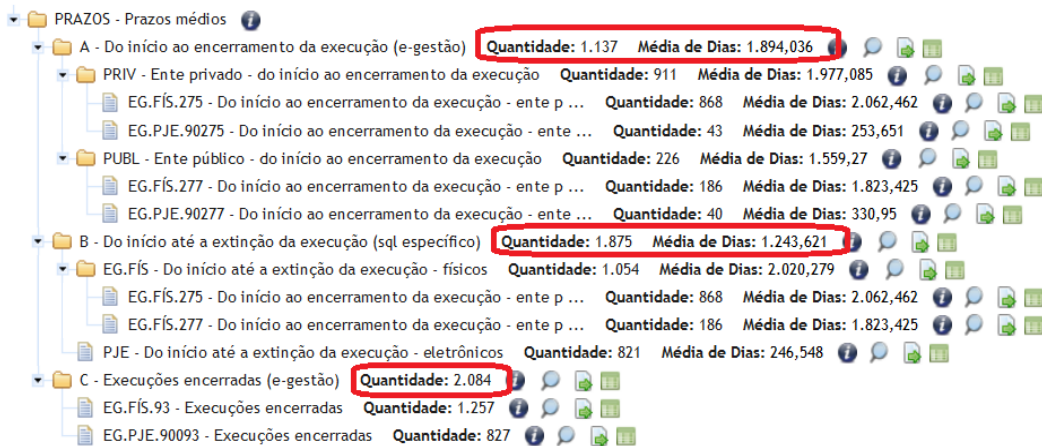 PRAZOS - Prazos médios
A - Do início ao encerramento da execução (e-gestão) Quantidade: 1.137 Média de Dias: 1.894,036
PRIV - Ente privado - do início ao encerramento da execução Quantidade: 911 Média de Dias: 1.977,085
EG.FÍS.275 - Do início ao encerramento da execução - ente p ... Quantidade: 868 Média de Dias: 2.062,462
EG.PJE.90275 - Do início ao encerramento da execução - ente ... Quantidade: 43 Média de Dias: 253,651
PUBL - Ente público - do início ao encerramento da execução Quantidade: 226 Média de Dias: 1.559,27
EG.FÍS.277 - Do início ao encerramento da execução - ente p ... Quantidade: 186 Média de Dias: 1.823,425
EG.PJE.90277 - Do início ao encerramento da execução - ente ... Quantidade: 40 Média de Dias: 330,95
B - Do início até a extinção da execução (sql específico) Quantidade: 1.875 Média de Dias: 1.243,621
EG.FÍS - Do início até a extinção da execução - físicos Quantidade: 1.054 Média de Dias: 2.020,279
EG.FÍS.275 - Do início ao encerramento da execução - ente p ... Quantidade: 868 Média de Dias: 2.062,462
EG.FÍS.277 - Do início ao encerramento da execução - ente p ... Quantidade: 186 Média de Dias: 1.823,425
PJE - Do início até a extinção da execução - eletrônicos Quantidade: 821 Média de Dias: 246,548
C - Execuções encerradas (e-gestão) Quantidade: 2.084
EG.FÍS.93 - Execuções encerradas Quantidade: 1.257
EG.PJE.90093 - Execuções encerradas Quantidade: 827